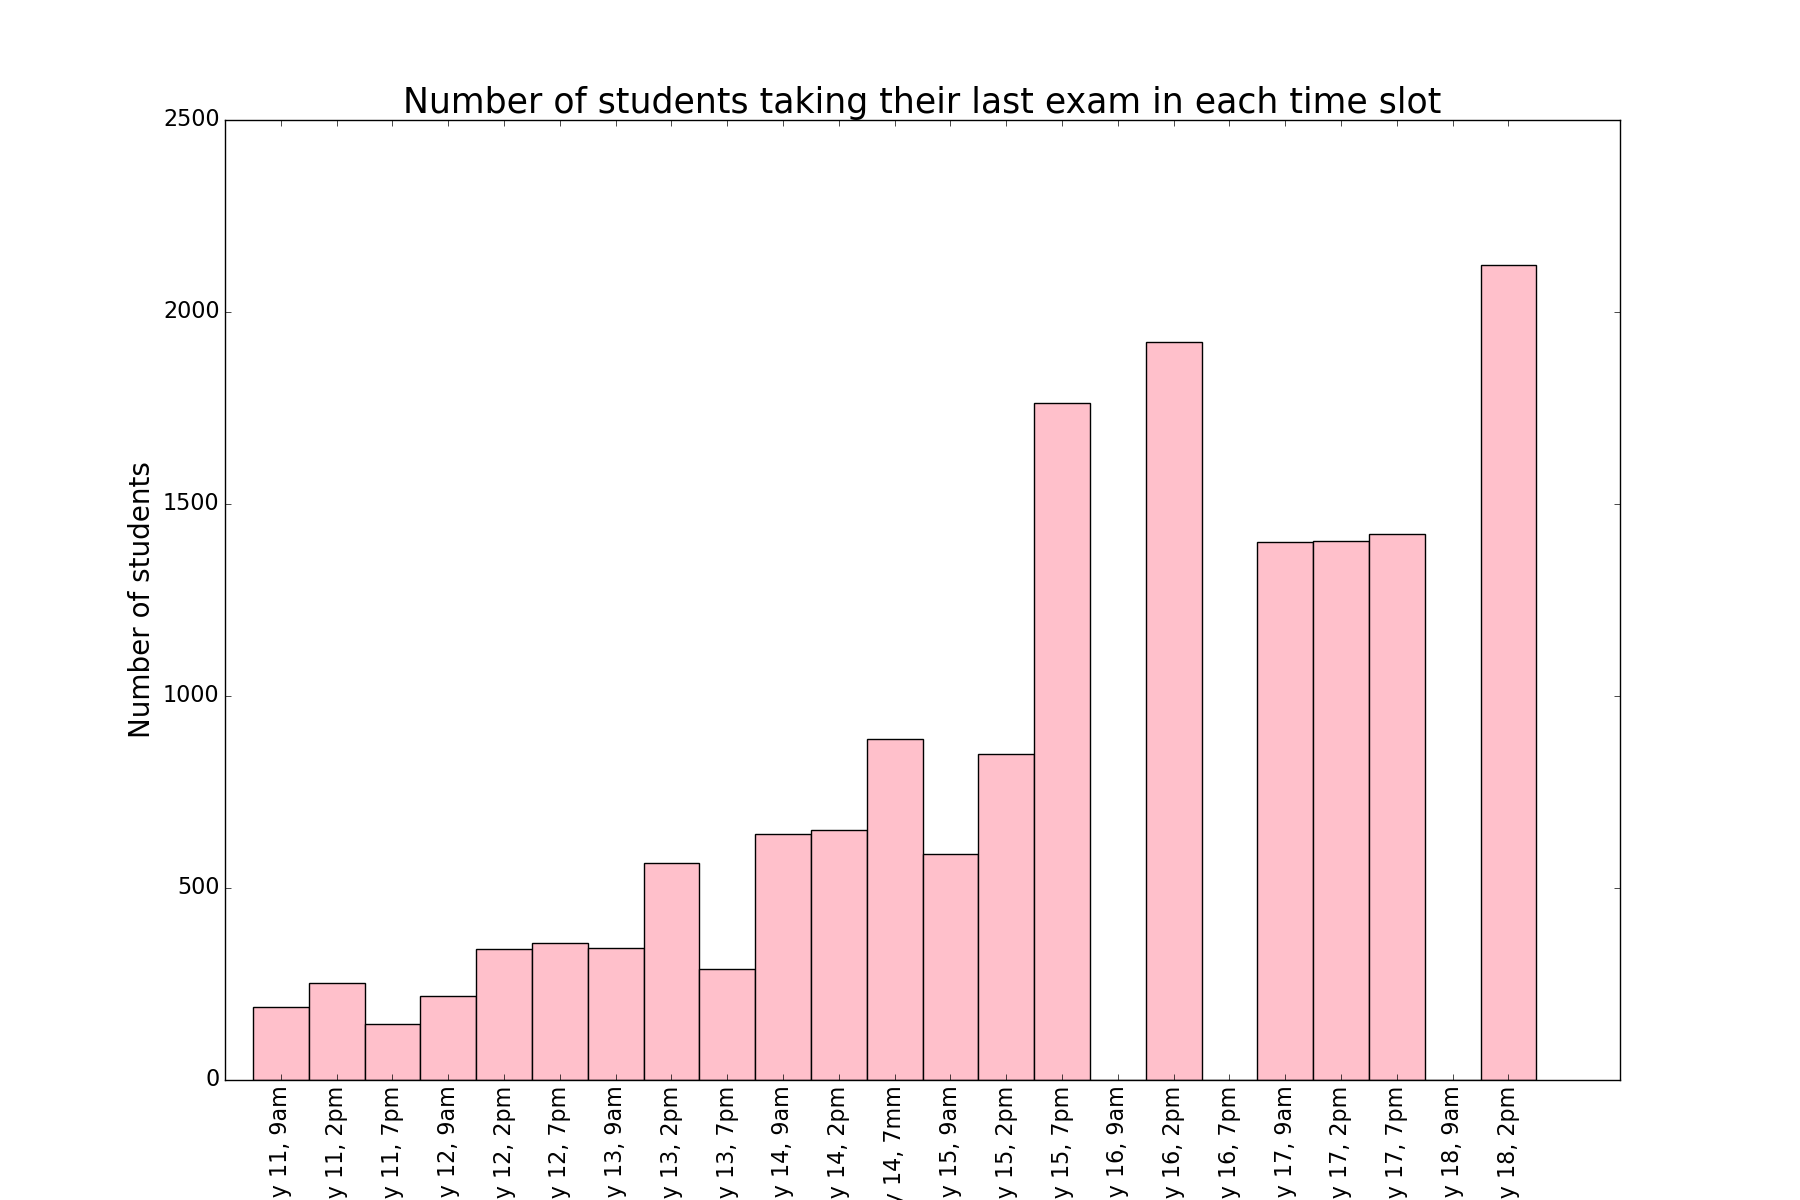 Number of students taking their last exam in each time slot
Number of students
2500
2000
1500
1000
500
0
y 11, 9am
y 11, 2pm
y 11, 7pm
y 12, 9am
y 12, 2pm
y 12, 7pm
y 13, 9am
y 13, 2pm
y 13, 7pm
y 14, 9am
y 14, 2pm
y 14, 7mm
y 15, 9am
y 15, 2pm
y 15, 7pm
y 16, 9am
y 16, 2pm
y 16, 7pm
y 17, 9am
y 17, 2pm
y 17, 7pm
y 18, 9am
y 18, 2pm